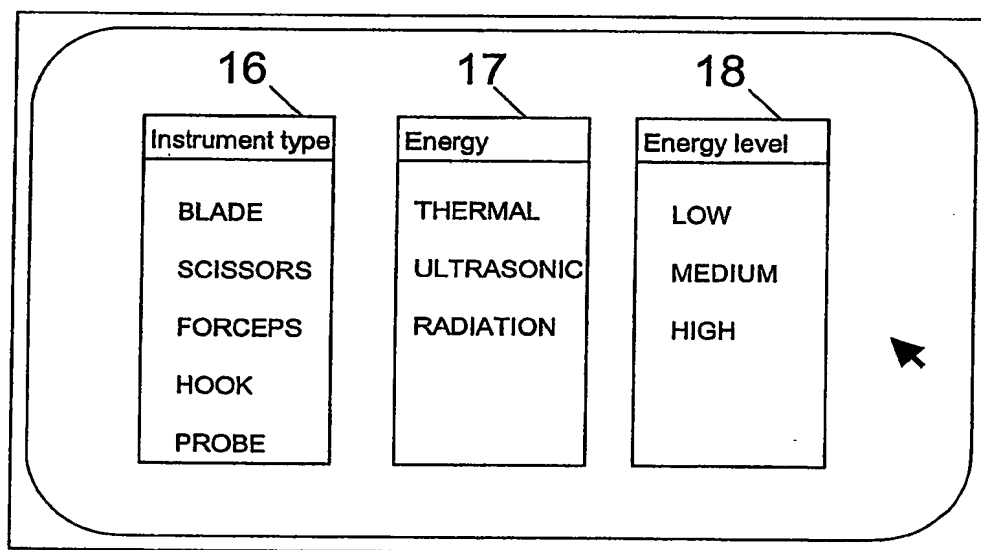 16 17 18
Instrument type Energy Energy level
BLADE THERMAL LOW
SCISSORS ULTRASONIC MEDIUM
FORCEPS RADIATION HIGH
HOOK
PROBE